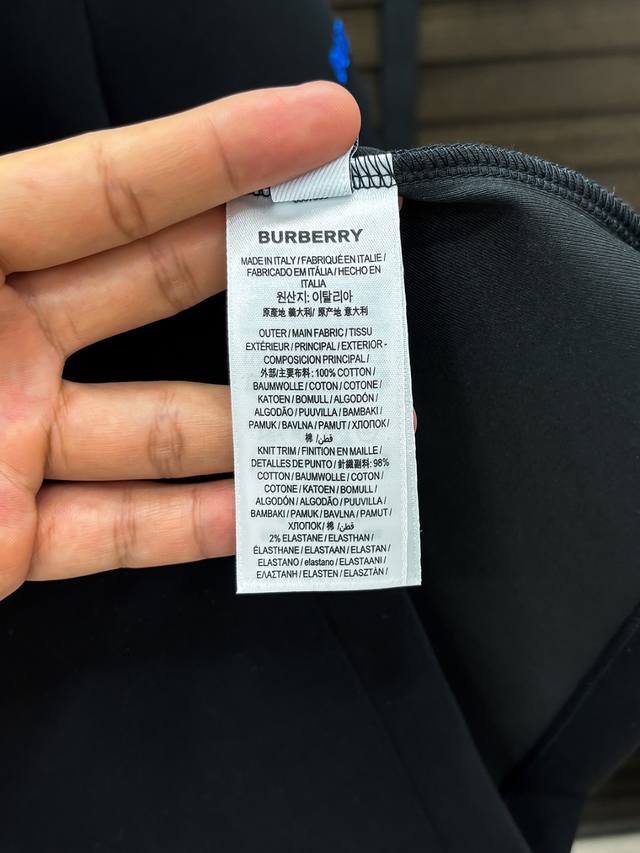 BURBERRY
MADE IN ITALY / FABRIQUÉ EN ITALIE /
FABRICADO EM ITÁLIA / HECHO EN
ITALIA
원산지: 이탈리아
原產地 義大利/ 原产地 意大利
OUTER / MAIN FABRIC / TISSU
EXTÉRIEUR / PRINCIPAL / EXTERIOR -
COMPOSICION PRINCIPAL /
外部/主要布料: 100% COTTON /
BAUMWOLLE / COTON / COTONE /
KATOEN / BOMULL / ALGODÓN /
ALGODÃO / PUUVILLA / BAMBAKI /
PAMUK / BAVLNA / PAMUT / ХЛОПОК /
棉 /قطن/
KNIT TRIM / FINITION EN MAILLE /
DETALLES DE PUNTO / 針織副料: 98%
COTTON / BAUMWOLLE / COTON /
COTONE / KATOEN / BOMULL /
ALGODÓN / ALGODÃO / PUUVILLA /
BAMBAKI / PAMUK / BAVLNA / PAMUT /
ХЛОПОК / 棉 /قطن/
2% ELASTANE / ELASTHAN /
ÉLASTHANE / ELASTAAN / ELASTAN /
ELASTANO / elastano / ELASTAANI /
ΕΛΑΣΤΑΝΗ / ELASTEN / ELASZTÁN /